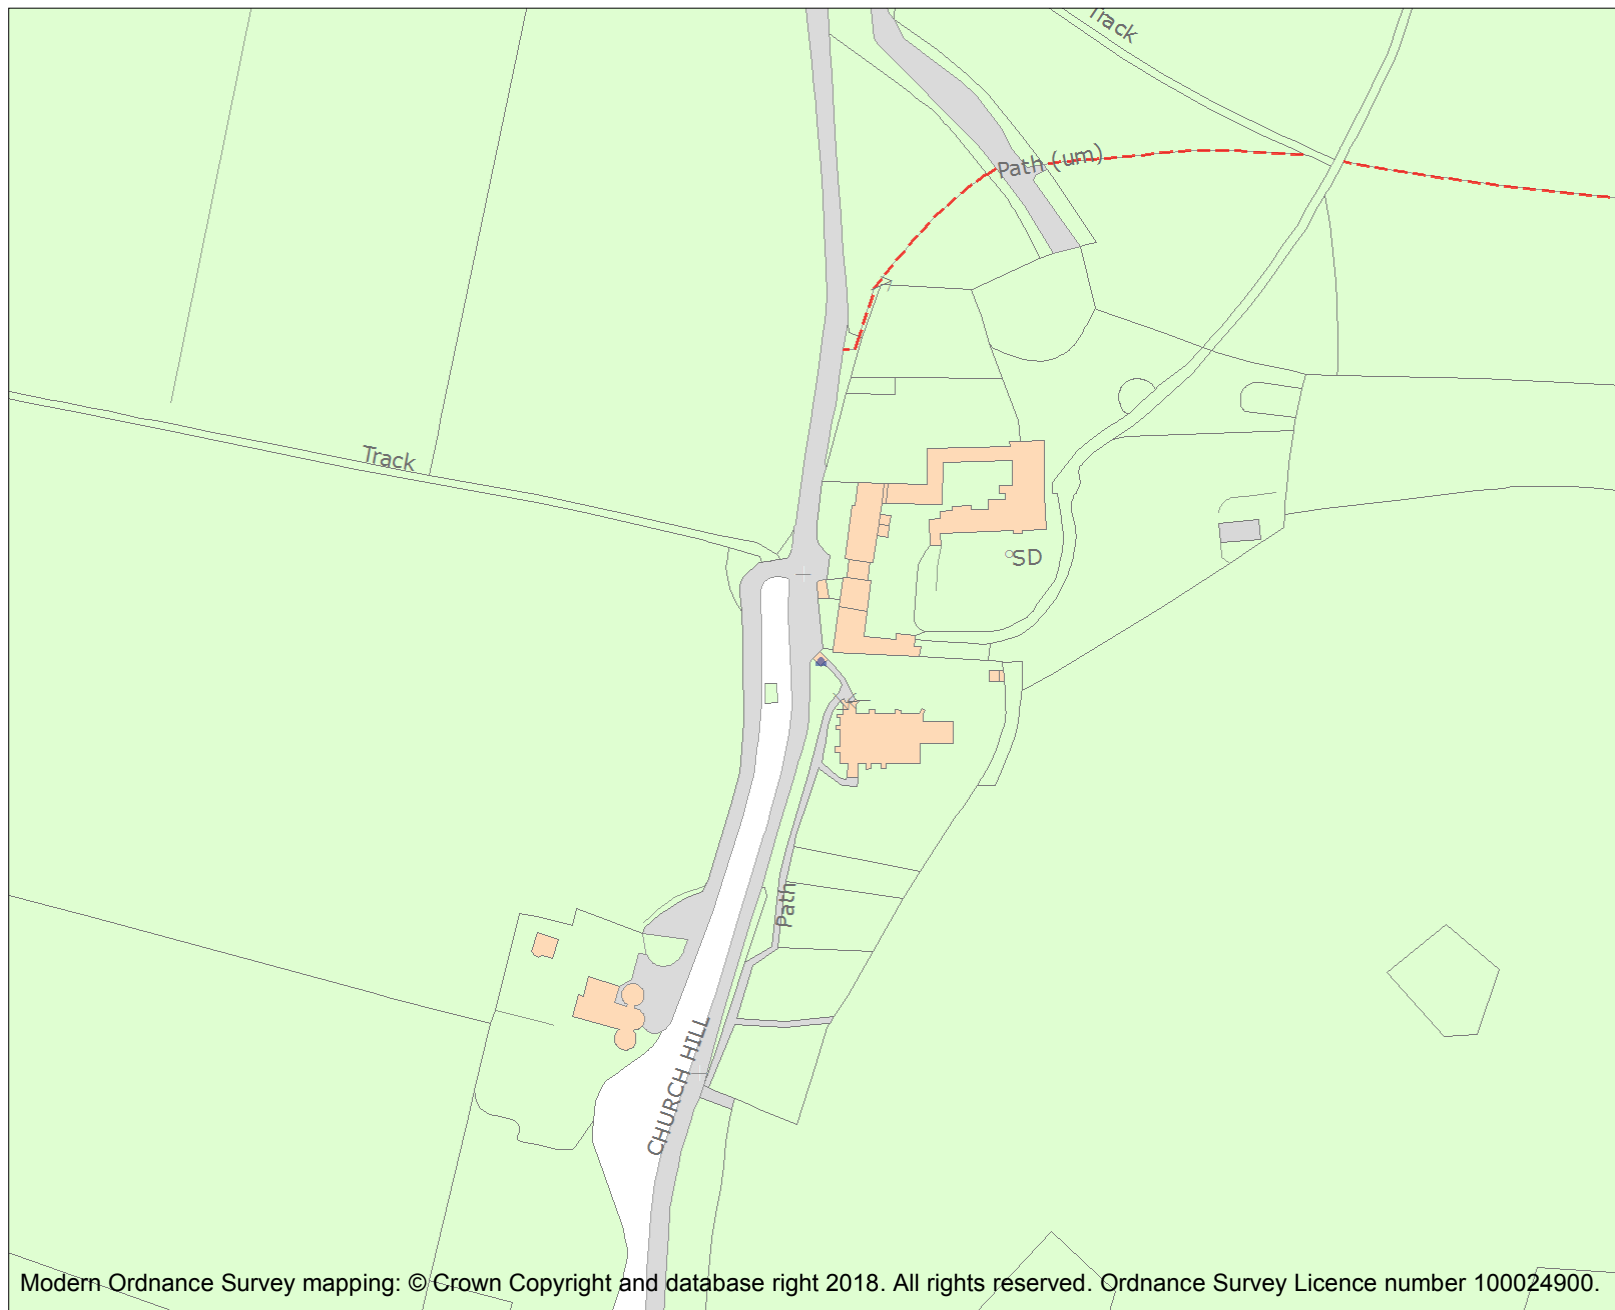 Track
Path (um)
Track
SD
Path
CHURCH HILL
Modern Ordnance Survey mapping: © Crown Copyright and database right 2018. All rights reserved. Ordnance Survey Licence number 100024900.